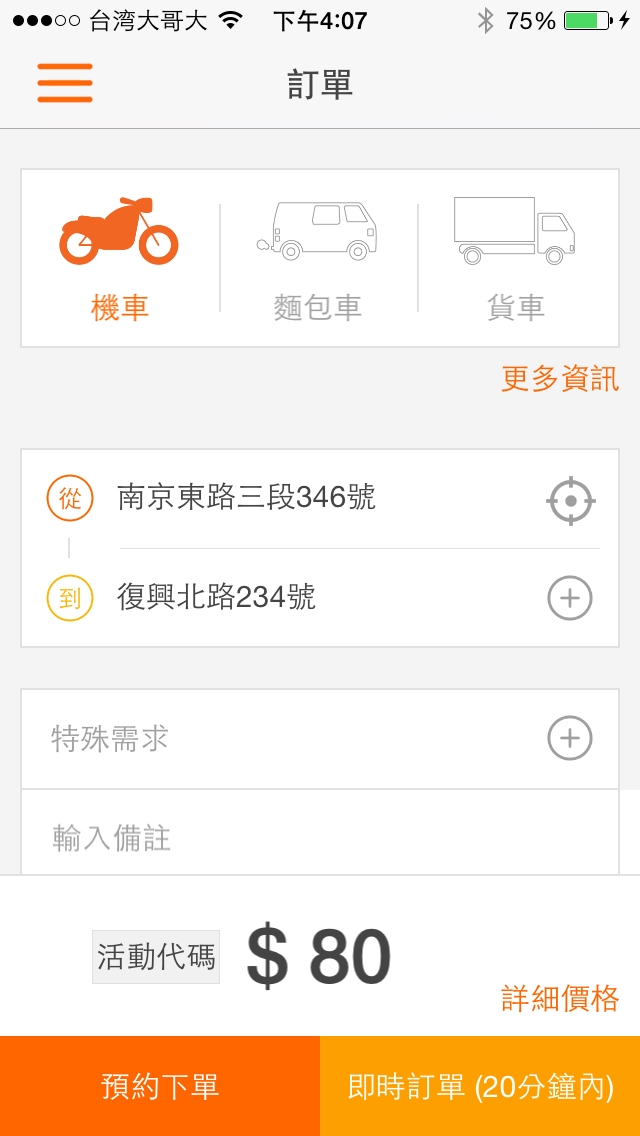 台湾大哥大 下午4:07 75%
訂單
機車 麵包車 貨車
更多資訊
從 南京東路三段346號
到 復興北路234號
特殊需求
輸入備註
活動代碼 $ 80
詳細價格
預約下單 即時訂單 (20分鐘內)